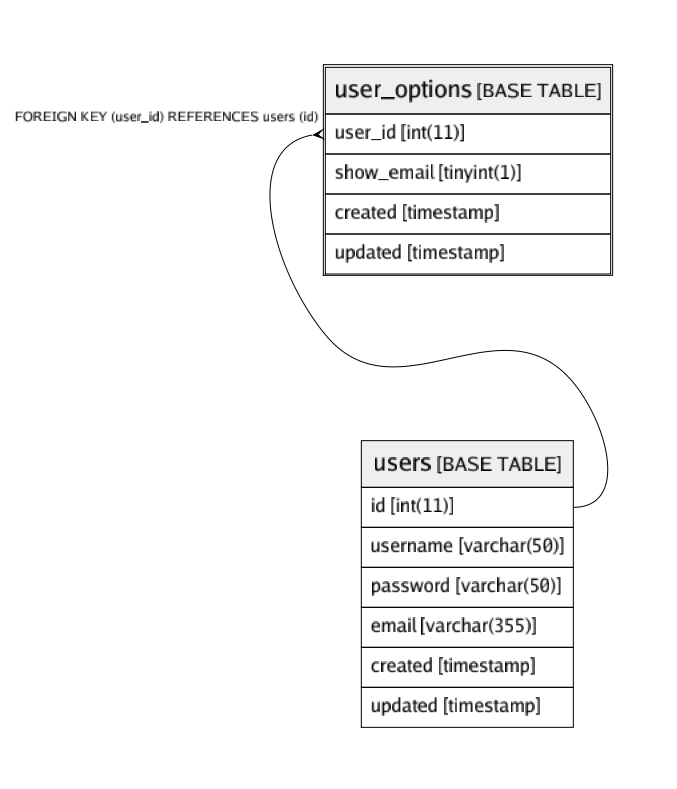 user_options [BASE TABLE]
FOREIGN KEY (user_id) REFERENCES users (id)
user_id [int(11)]
show_email [tinyint(1)]
created [timestamp]
updated [timestamp]
users [BASE TABLE]
id [int(11)]
username [varchar(50)]
password [varchar(50)]
email [varchar(355)]
created [timestamp]
updated [timestamp]